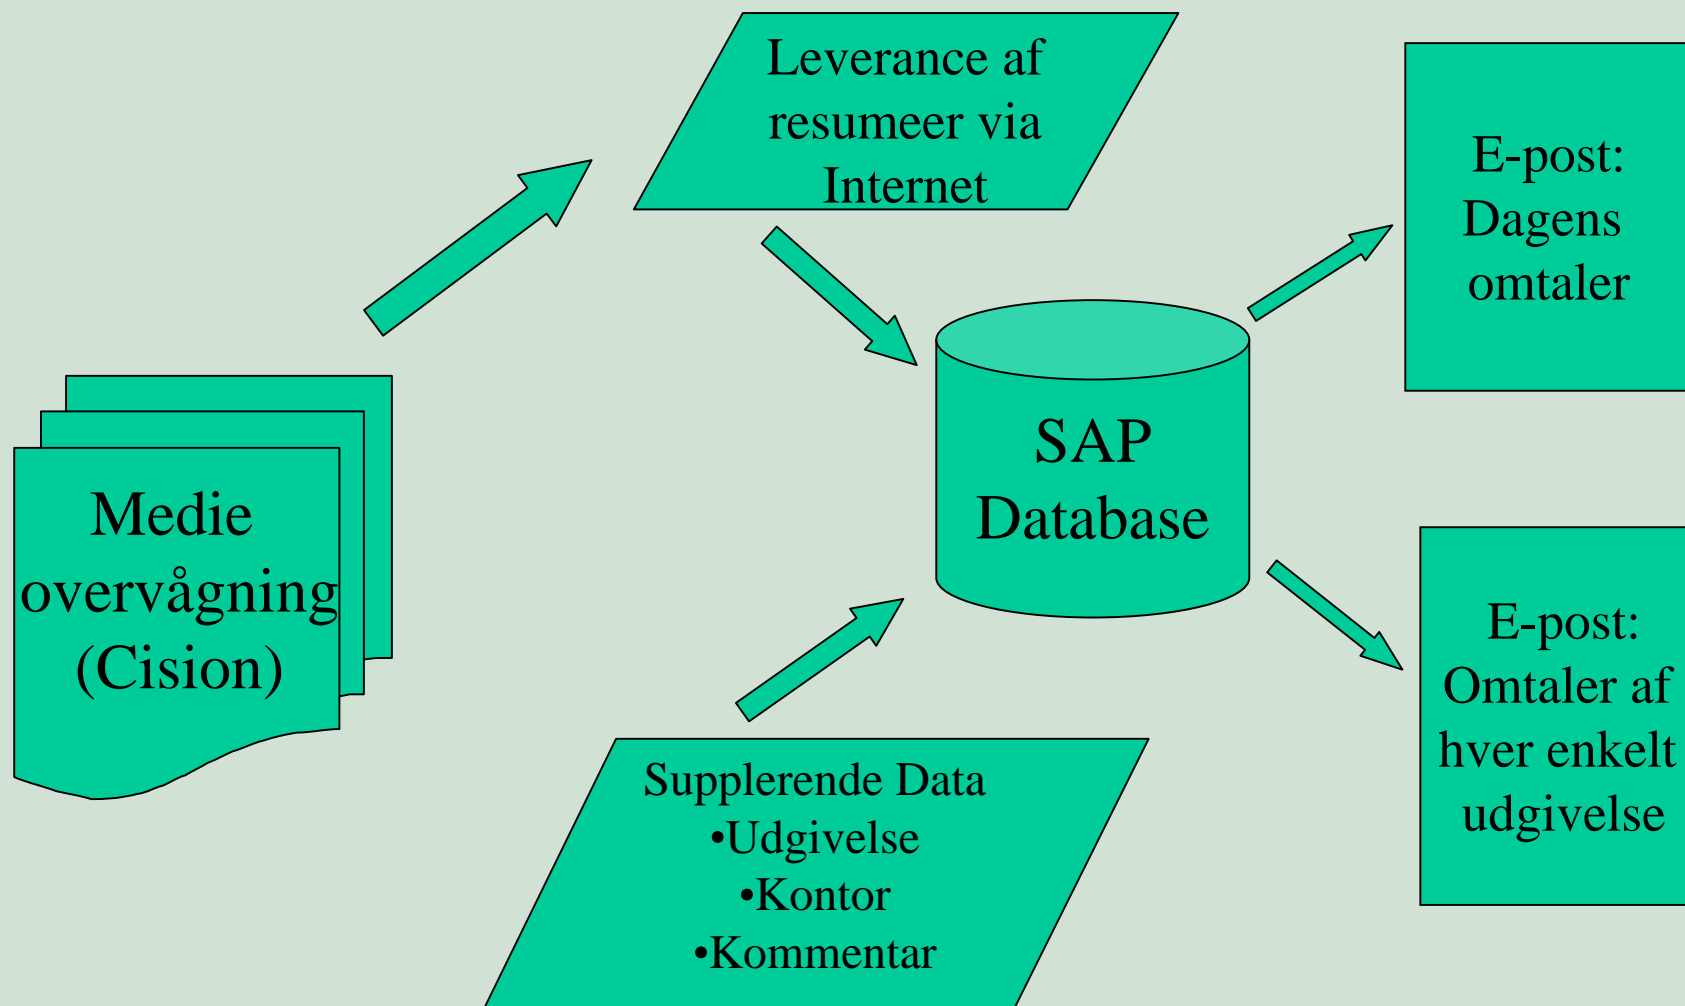 Leverance af
resumeer via
Internet
E-post:
Dagens
omtaler
SAP
Database
Medie
overvågning
(Cision)
E-post:
Omtaler af
hver enkelt
udgivelse
Supplerende Data
•Udgivelse
•Kontor
•Kommentar